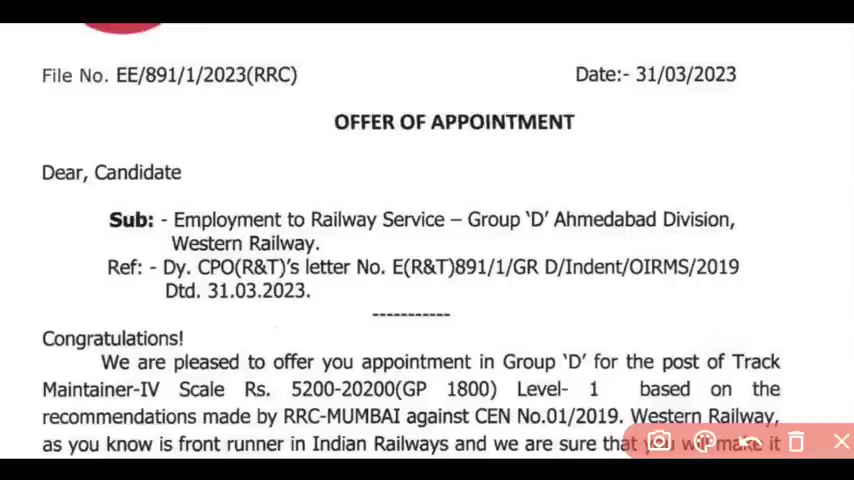 File No. EE/891/1/2023(RRC) Date:- 31/03/2023
OFFER OF APPOINTMENT
Dear, Candidate
Sub: - Employment to Railway Service – Group 'D' Ahmedabad Division,
Western Railway.
Ref: - Dy. CPO(R&T)'s letter No. E(R&T)891/1/GR D/Indent/OIRMS/2019
Dtd. 31.03.2023.
-----------
Congratulations!
We are pleased to offer you appointment in Group 'D' for the post of Track
Maintainer-IV Scale Rs. 5200-20200(GP 1800) Level- 1 based on the
recommendations made by RRC-MUMBAI against CEN No.01/2019. Western Railway,
as you know is front runner in Indian Railways and we are sure that you will make it